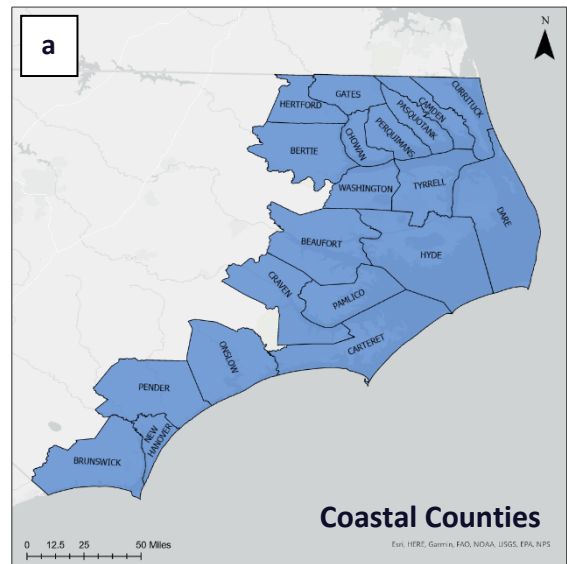 a
N
GATES
HERTFORD
CURRITUCK
CAMDEN
PASQUOTANK
PERQUIMANS
CHOWAN
BERTIE
WASHINGTON
TYRRELL
DARE
BEAUFORT
HYDE
CRAVEN
PAMLICO
CARTERET
ONSLOW
PENDER
NEW
HANOVER
BRUNSWICK
Coastal Counties
0 12.5 25 50 Miles
Esri, HERE, Garmin, FAO, NOAA, USGS, EPA, NPS